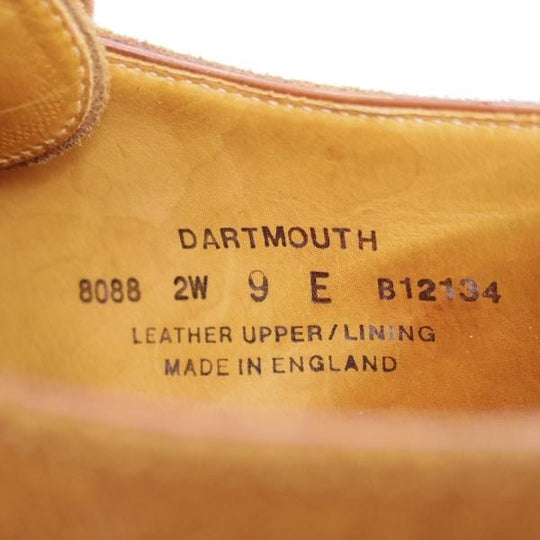 DARTMOUTH
8088 2W 9 E B12134
LEATHER UPPER/LINING
MADE IN ENGLAND